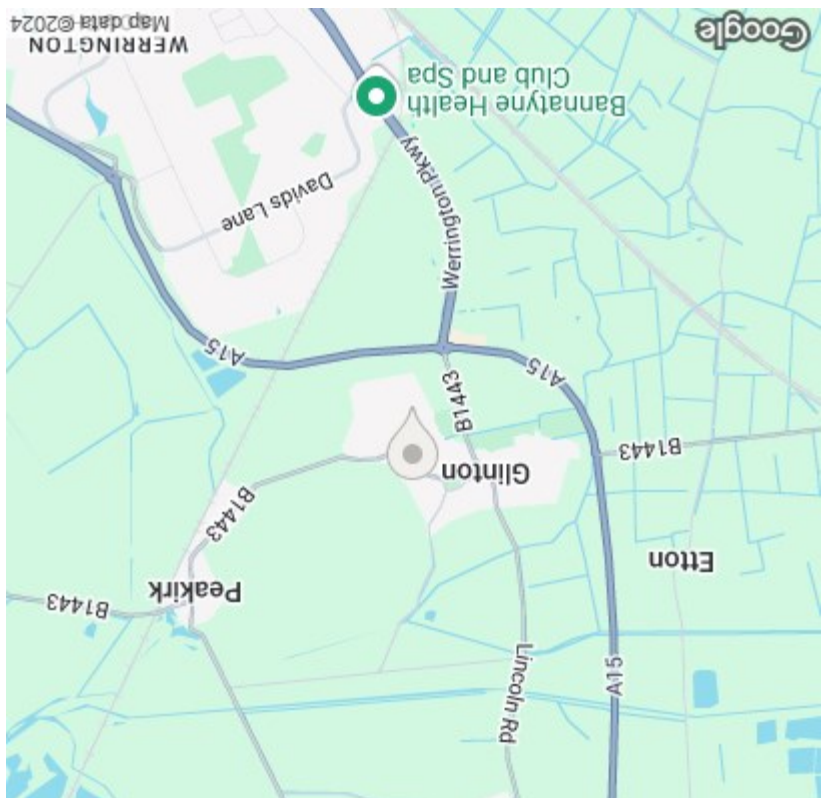 A15
Lincoln Rd
B1443
Peakirk
Etton
B1443
Glinton
B1443
B1443
A15
A15
Werrington Pkwy
Davids Lane
Bannatyne Health
Club and Spa
WERRINGTON
Google
Map data ©2024